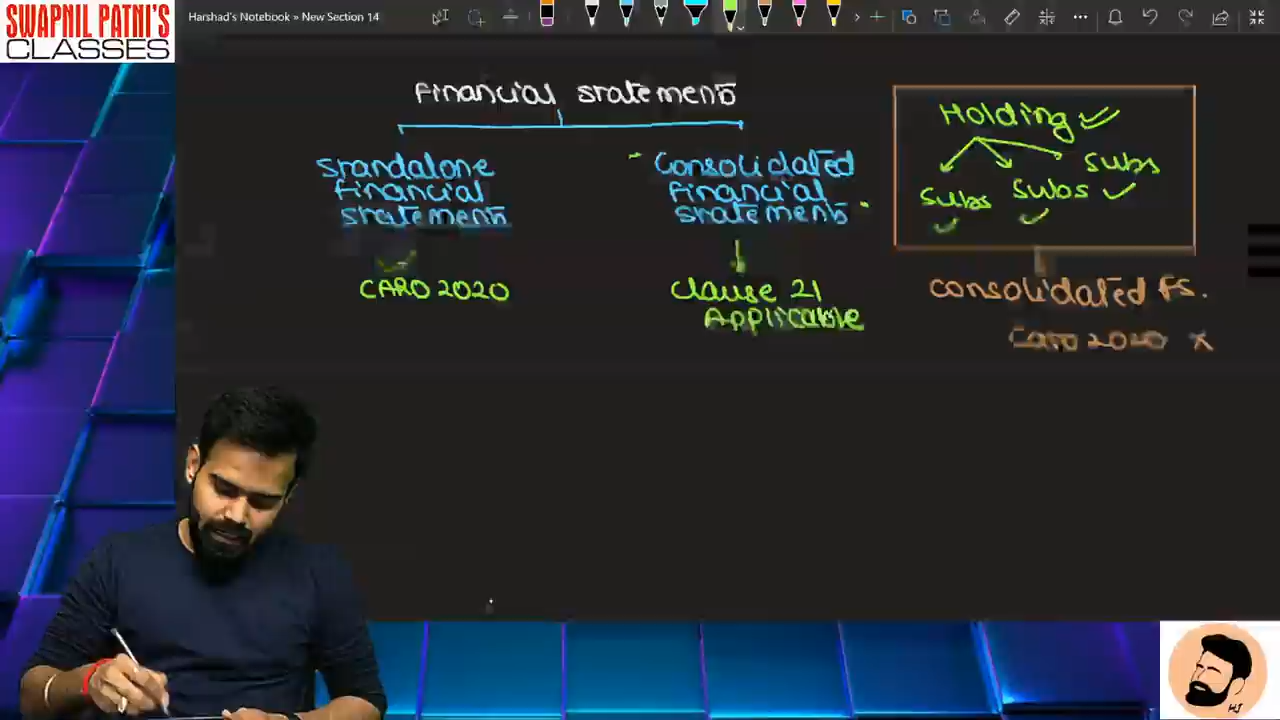 SWAPNIL PATNI'S
CLASSES
Harshad's Notebook » New Section 14
Financial statements
Standalone
financial
statements
CARO 2020
Consolidated
financial
statements
Clause 21
Applicable
Holding
Subs
Subs
Subs
Consolidated FS.
Caro 2020 x
HJ